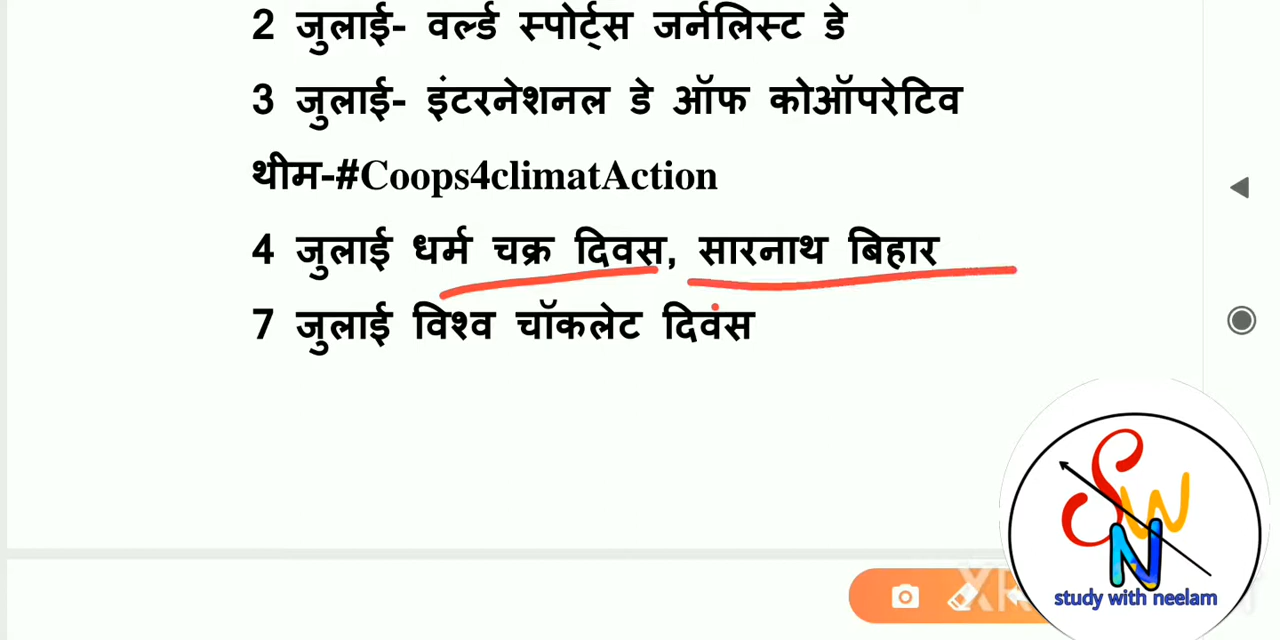 2 जुलाई- वर्ल्ड स्पोर्ट्स जर्नलिस्ट डे
3 जुलाई- इंटरनेशनल डे ऑफ कोऑपरेटिव
थीम-#Coops4climatAction
4 जुलाई धर्म चक्र दिवस, सारनाथ बिहार
7 जुलाई विश्व चॉकलेट दिवस
SWN
study with neelam